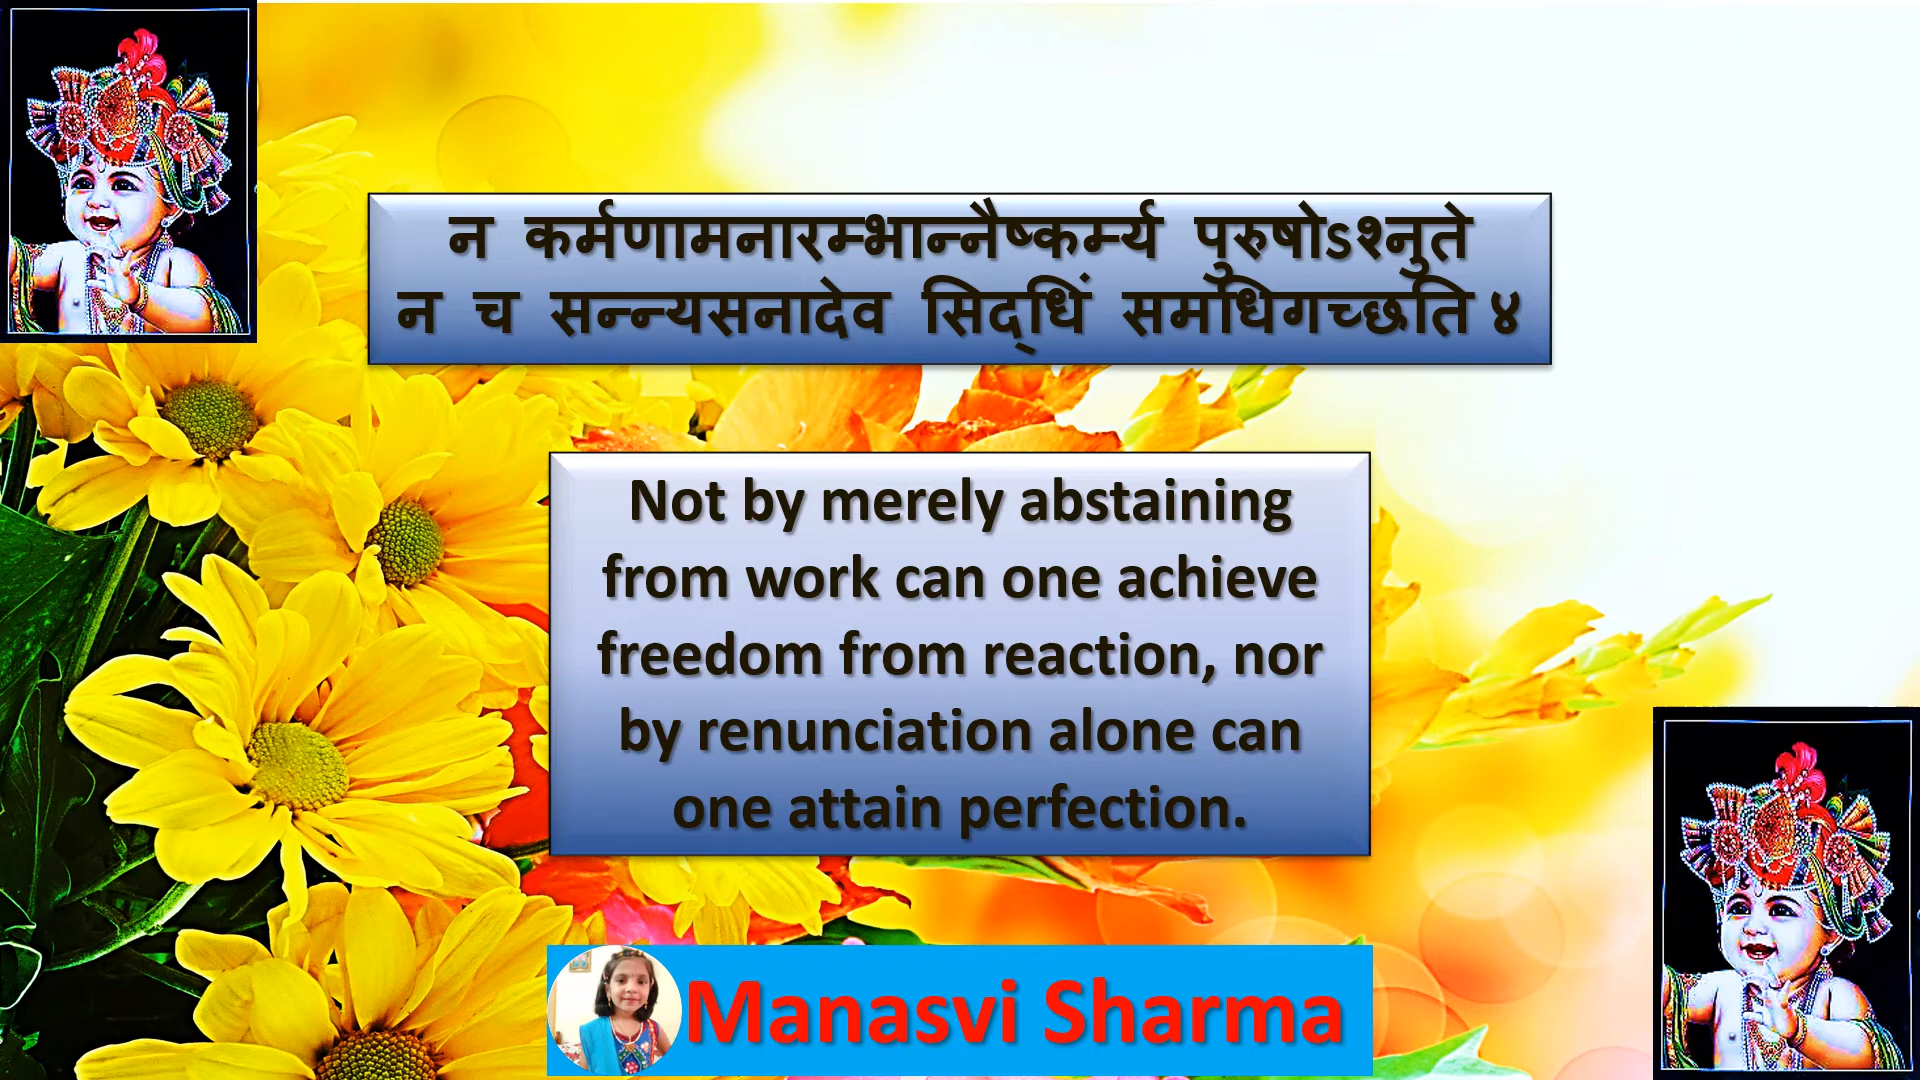 न कर्मणामनारम्भान्नैष्कर्म्य पुरुषोऽश्नुते
न च सन्न्यसनादेव सिद्‌धिं समधिगच्छति ४
Not by merely abstaining
from work can one achieve
freedom from reaction, nor
by renunciation alone can
one attain perfection.
Manasvi Sharma